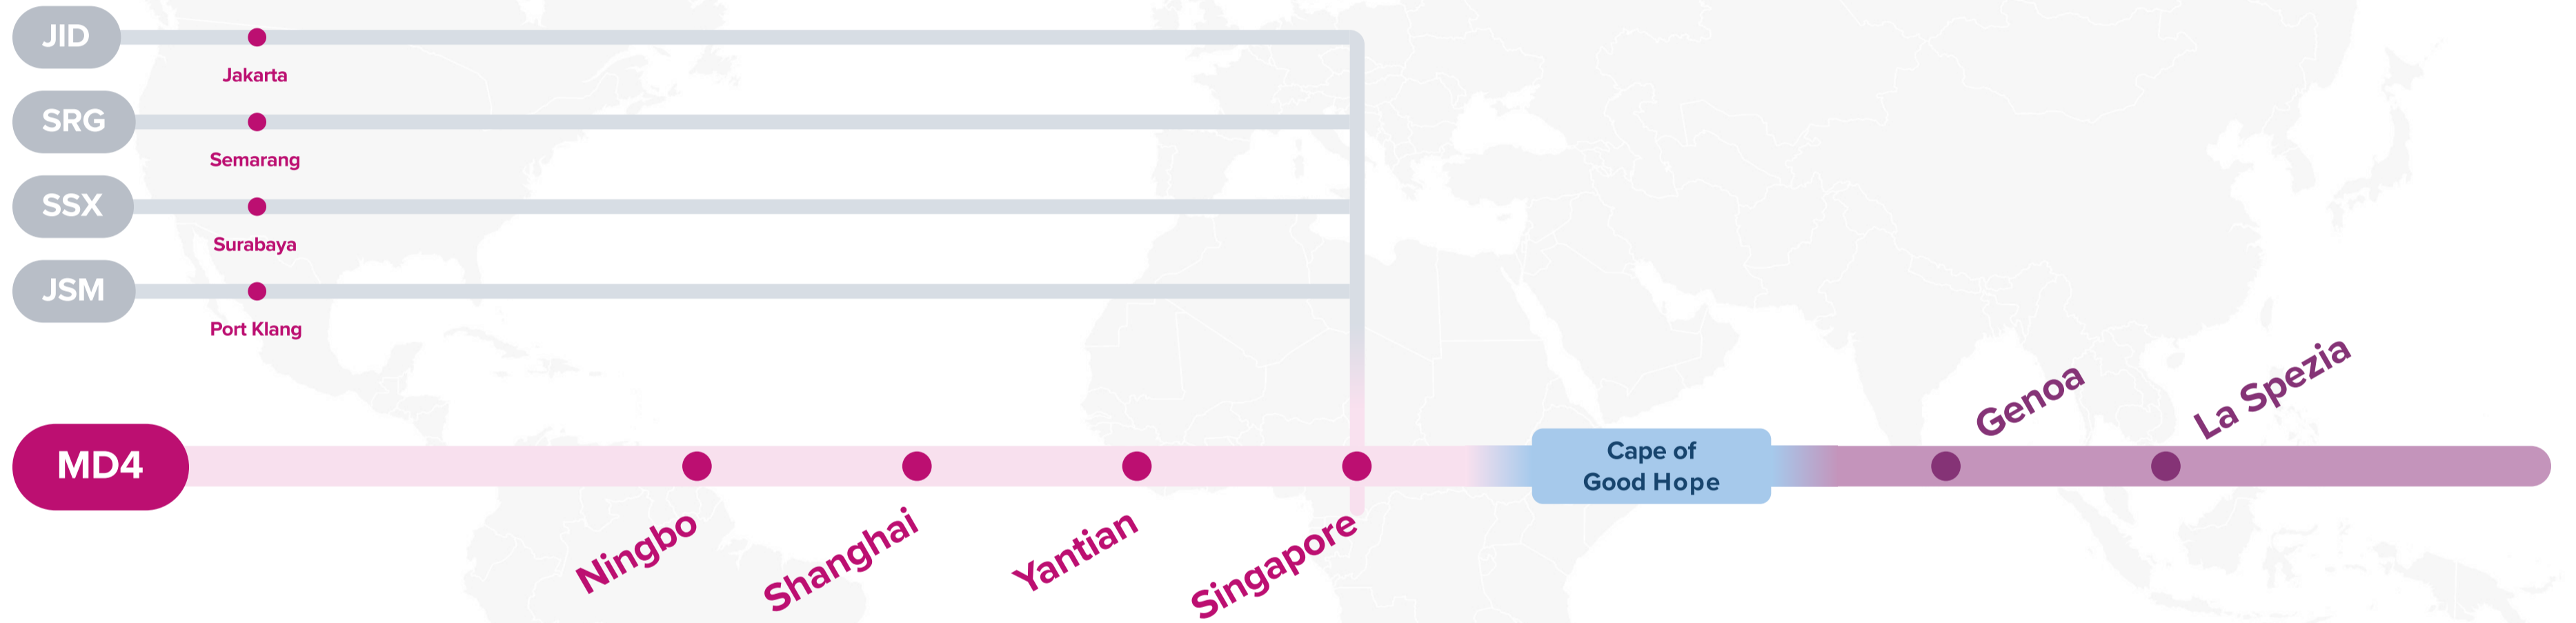 JID
Jakarta
SRG
Semarang
SSX
Surabaya
JSM
Port Klang
MD4
Ningbo
Shanghai
Yantian
Singapore
Cape of
Good Hope
Genoa
La Spezia